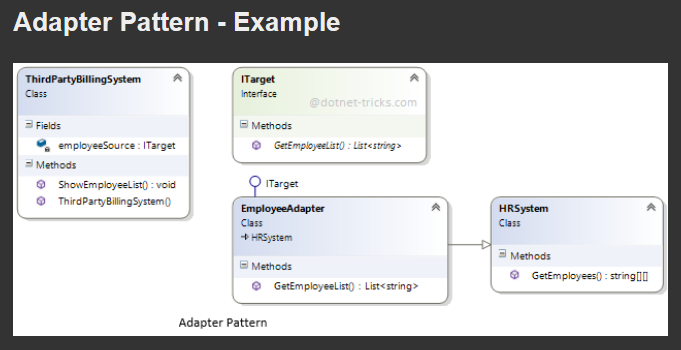 Adapter Pattern - Example
ThirdPartyBillingSystem
Class
Fields
employeeSource : ITarget
Methods
ShowEmployeeList() : void
ThirdPartyBillingSystem()
ITarget
Interface
@dotnet-tricks.com
Methods
GetEmployeeList() : List<string>
ITarget
EmployeeAdapter
Class
HRSystem
Methods
GetEmployeeList() : List<string>
HRSystem
Class
Methods
GetEmployees() : string[][]
Adapter Pattern